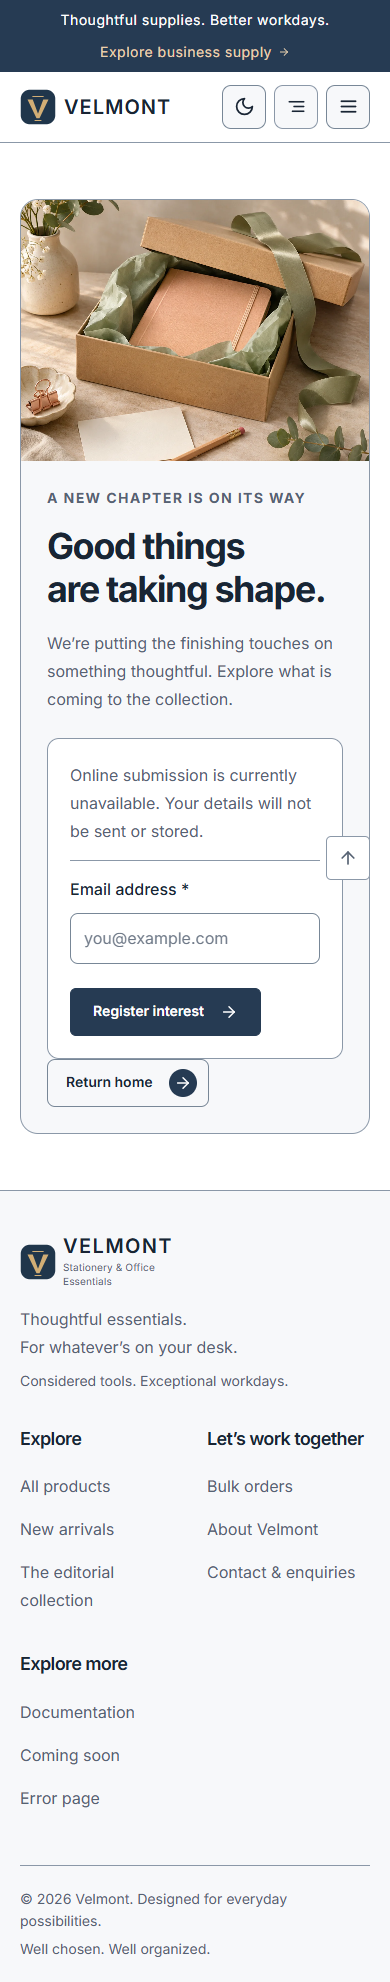 Thoughtful supplies. Better workdays.
Explore business supply →
VELMONT
A NEW CHAPTER IS ON ITS WAY
Good things
are taking shape.
We’re putting the finishing touches on
something thoughtful. Explore what is
coming to the collection.
Online submission is currently
unavailable. Your details will not
be sent or stored.
Email address *
you@example.com
Register interest →
Return home →
VELMONT
Stationery & Office
Essentials
Thoughtful essentials.
For whatever’s on your desk.
Considered tools. Exceptional workdays.
Explore
All products
New arrivals
The editorial
collection
Let’s work together
Bulk orders
About Velmont
Contact & enquiries
Explore more
Documentation
Coming soon
Error page
© 2026 Velmont. Designed for everyday
possibilities.
Well chosen. Well organized.